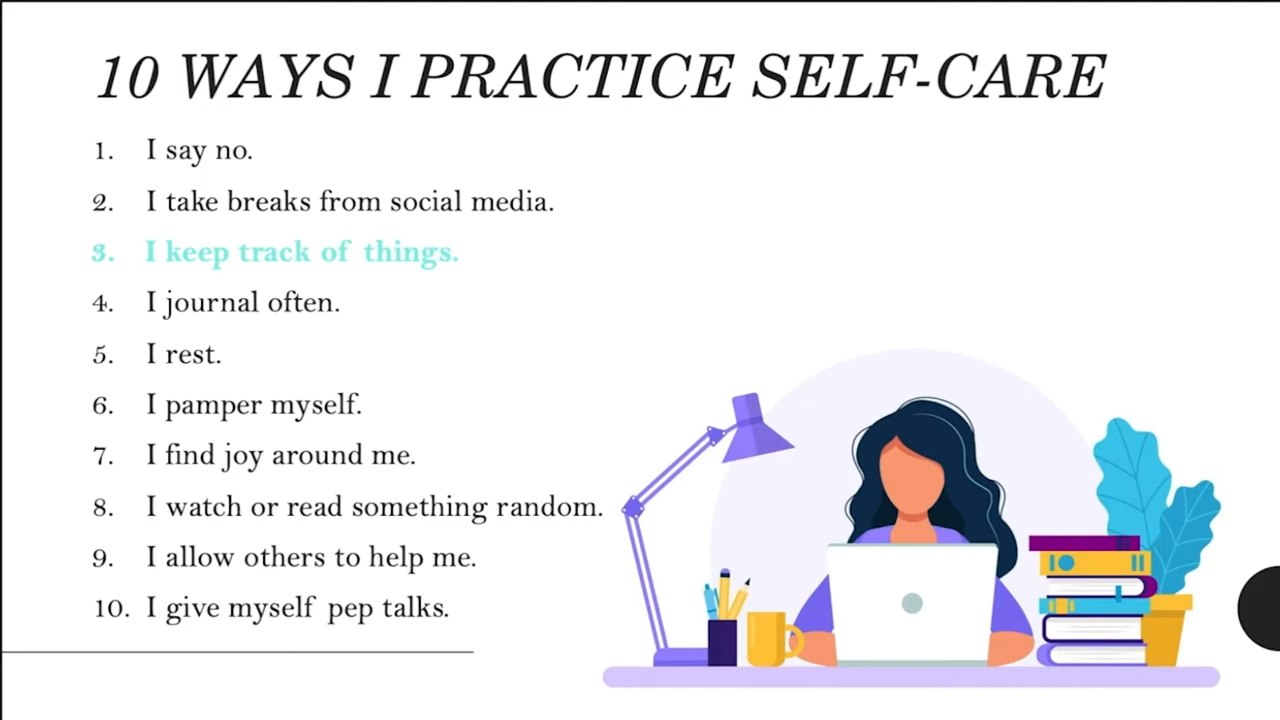 10 WAYS I PRACTICE SELF-CARE
1. I say no.
2. I take breaks from social media.
3. I keep track of things.
4. I journal often.
5. I rest.
6. I pamper myself.
7. I find joy around me.
8. I watch or read something random.
9. I allow others to help me.
10. I give myself pep talks.